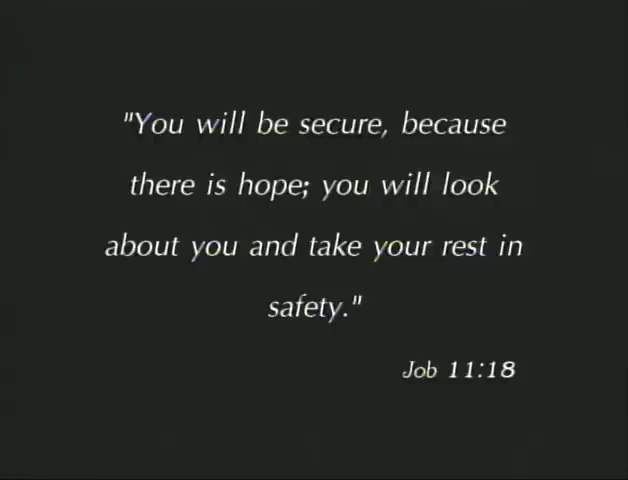 "You will be secure, because
there is hope; you will look
about you and take your rest in
safety."
Job 11:18